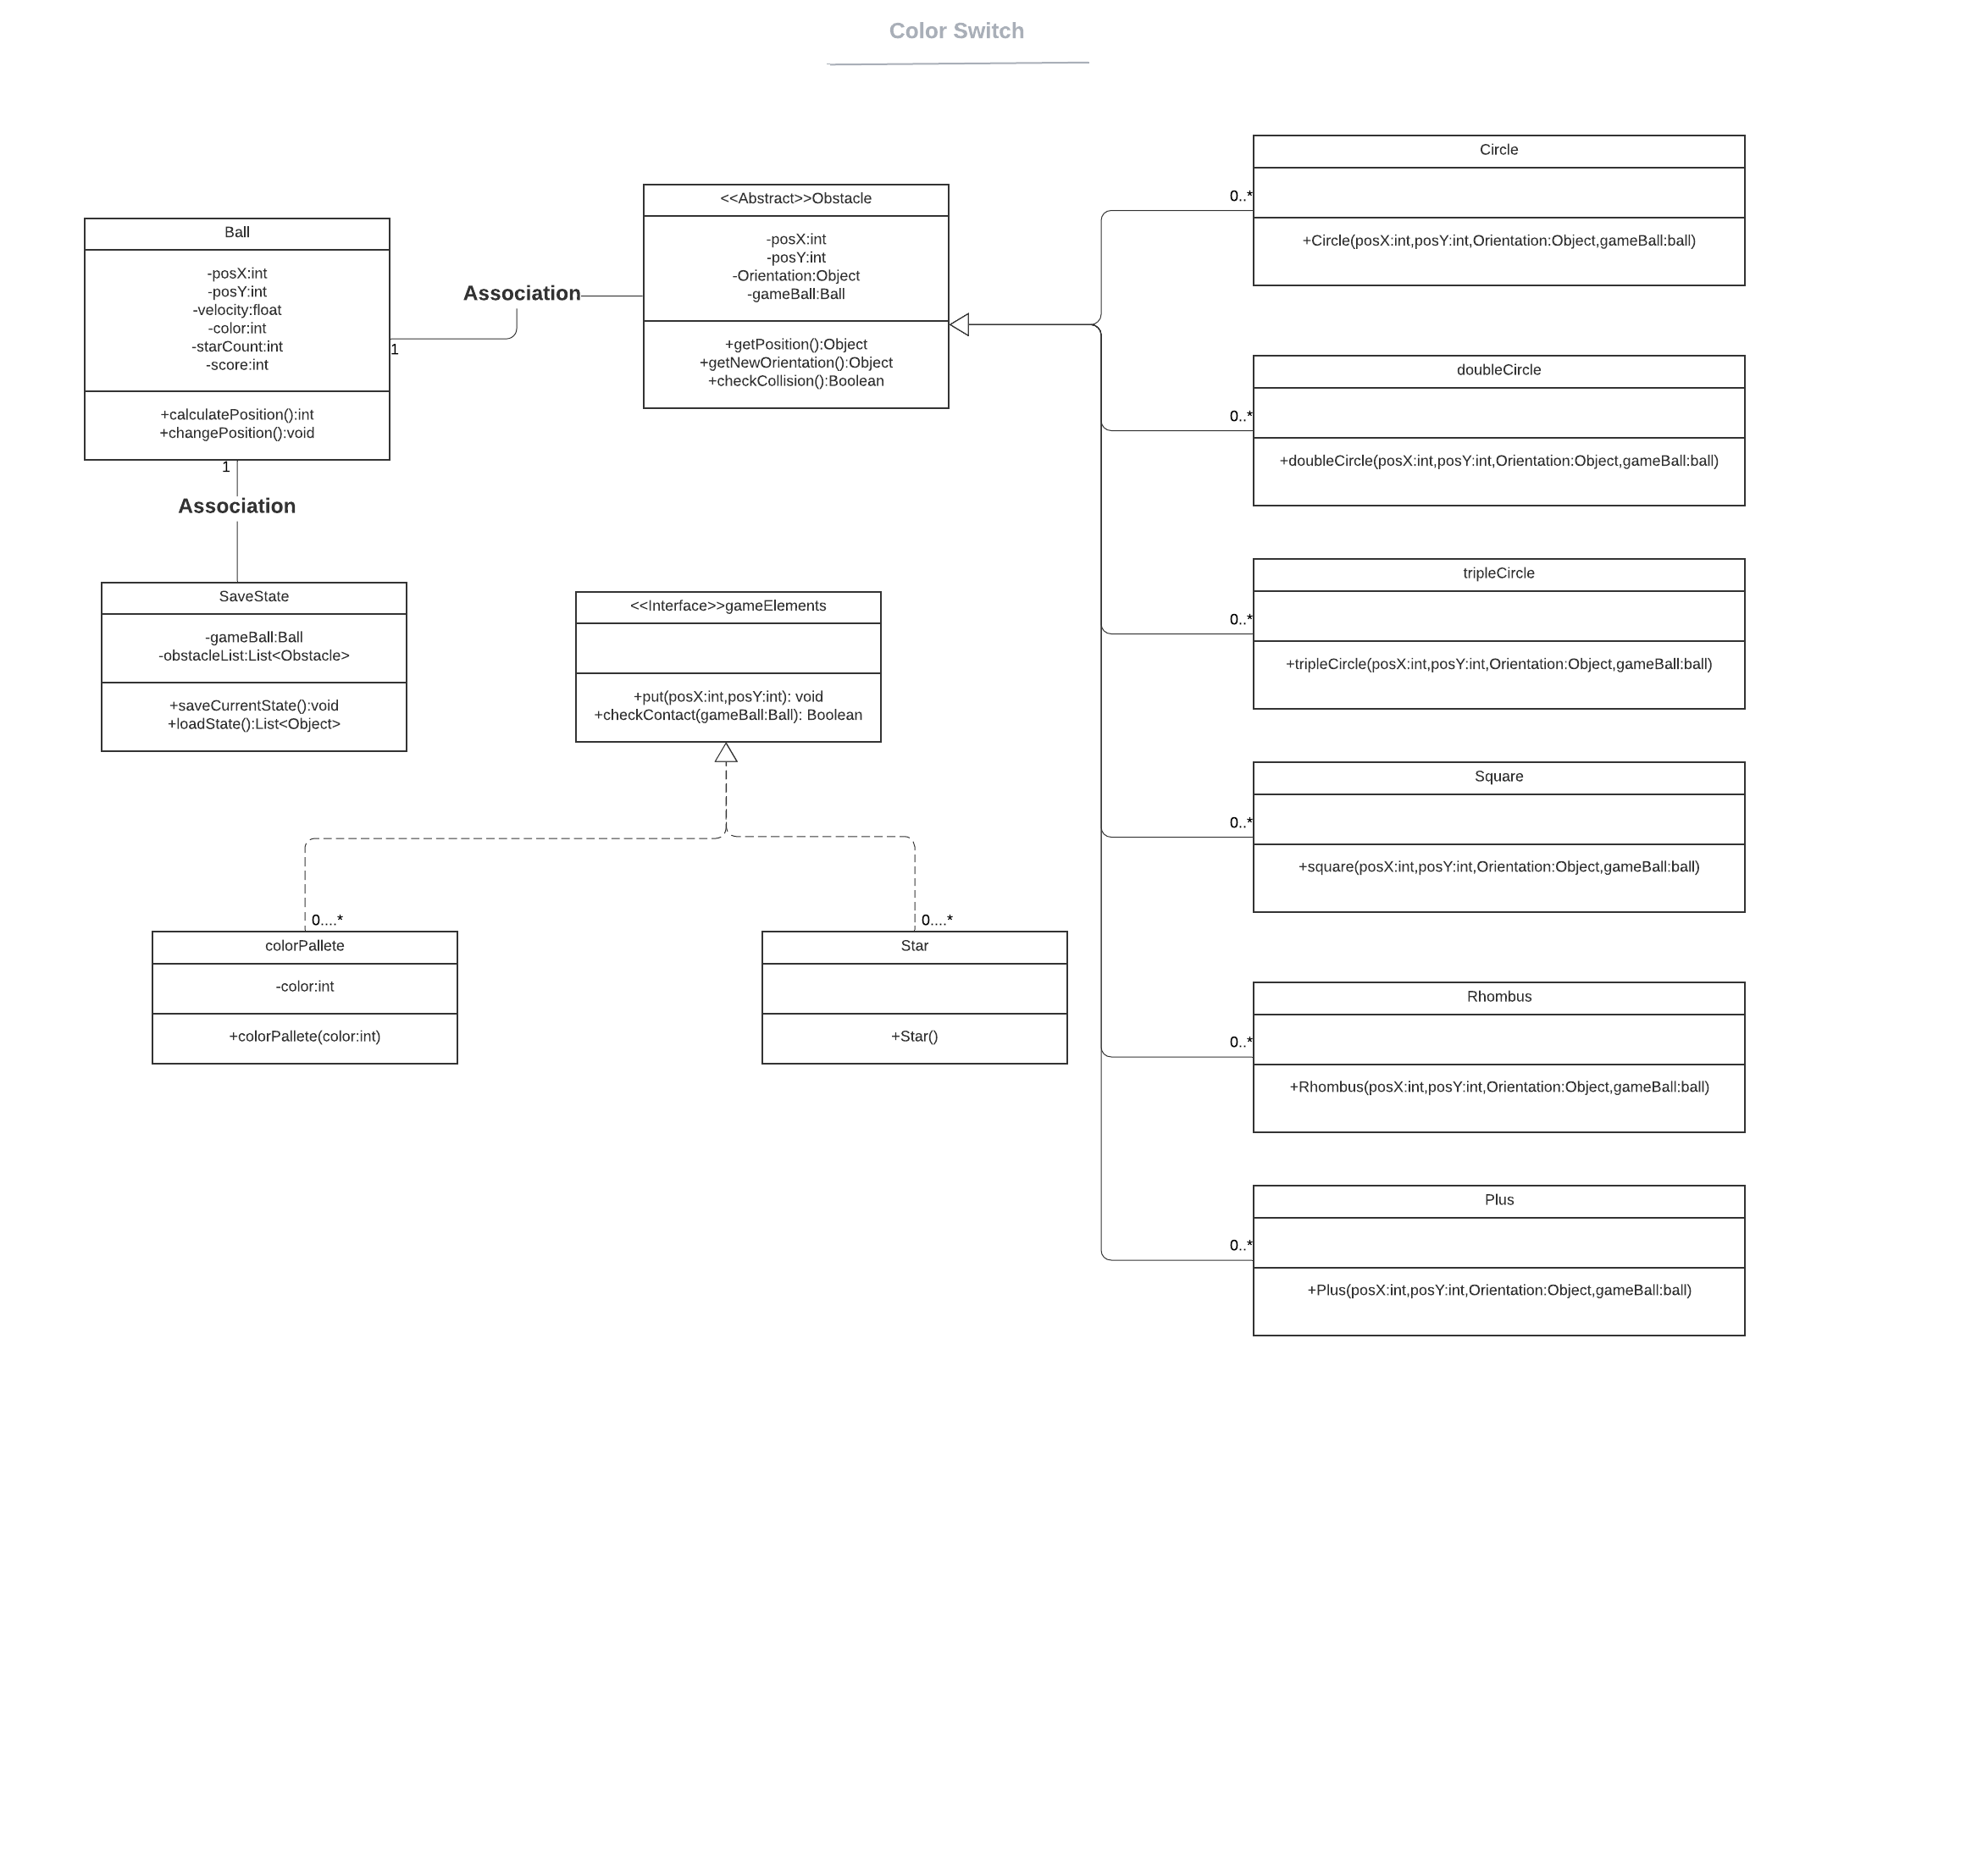 Color Switch
Ball
-posX:int
-posY:int
-velocity:float
-color:int
-starCount:int
-score:int
+calculatePosition():int
+changePosition():void
1
Association
1
Association
<<Abstract>>Obstacle
-posX:int
-posY:int
-Orientation:Object
-gameBall:Ball
+getPosition():Object
+getNewOrientation():Object
+checkCollision():Boolean
SaveState
-gameBall:Ball
-obstacleList:List<Obstacle>
+saveCurrentState():void
+loadState():List<Object>
<<Interface>>gameElements
+put(posX:int,posY:int): void
+checkContact(gameBall:Ball): Boolean
0....*
colorPallete
-color:int
+colorPallete(color:int)
0....*
Star
+Star()
0..*
Circle
+Circle(posX:int,posY:int,Orientation:Object,gameBall:ball)
0..*
doubleCircle
+doubleCircle(posX:int,posY:int,Orientation:Object,gameBall:ball)
0..*
tripleCircle
+tripleCircle(posX:int,posY:int,Orientation:Object,gameBall:ball)
0..*
Square
+square(posX:int,posY:int,Orientation:Object,gameBall:ball)
0..*
Rhombus
+Rhombus(posX:int,posY:int,Orientation:Object,gameBall:ball)
0..*
Plus
+Plus(posX:int,posY:int,Orientation:Object,gameBall:ball)